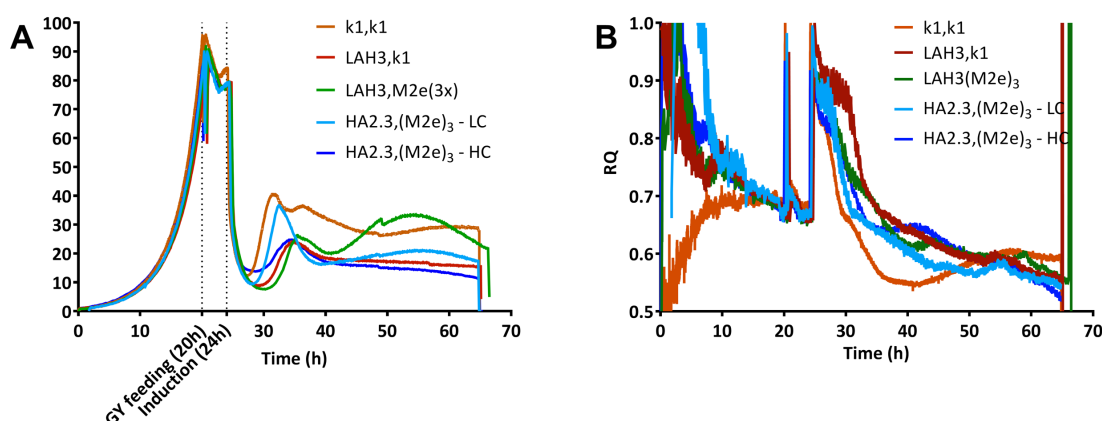 A
100
90
80
70
60
50
40
30
20
10
0
0 10 20 30 40 50 60 70
Time (h)
GY feeding (20h)
Induction (24h)
k1,k1
LAH3,k1
LAH3,M2e(3x)
HA2.3,(M2e)3 - LC
HA2.3,(M2e)3 - HC
B
RQ
1.0
0.9
0.8
0.7
0.6
0.5
0 10 20 30 40 50 60 70
Time (h)
k1,k1
LAH3,k1
LAH3(M2e)3
HA2.3,(M2e)3 - LC
HA2.3,(M2e)3 - HC